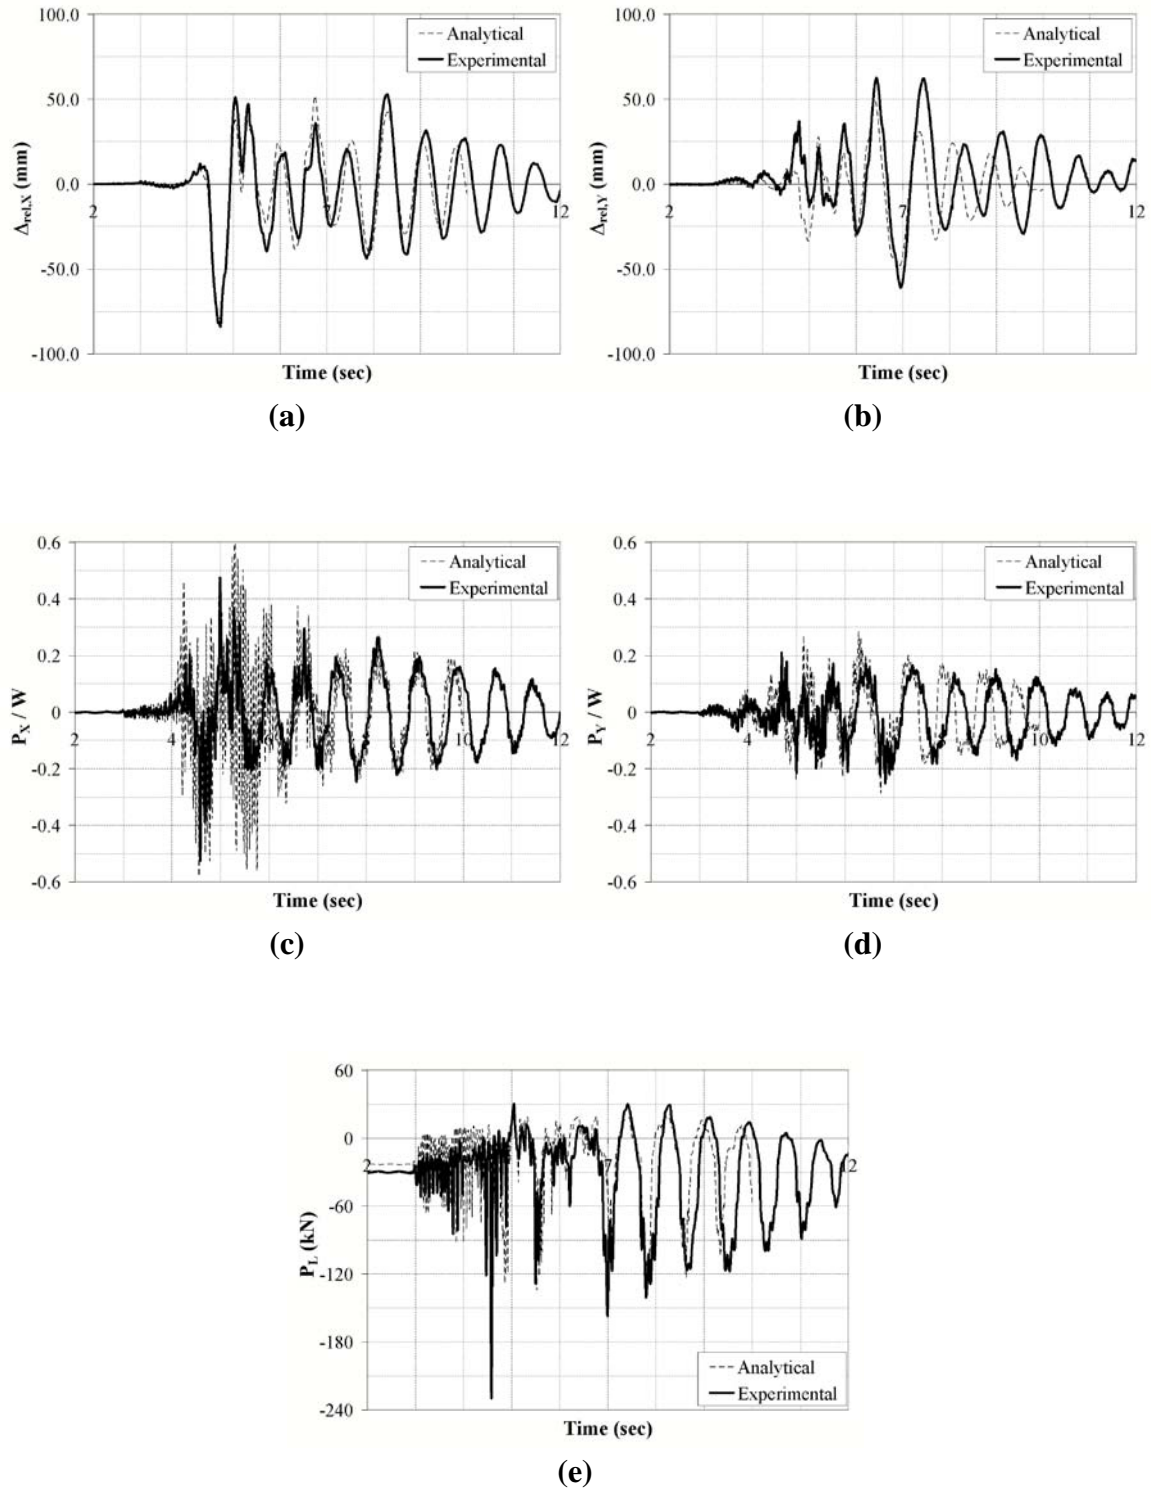 100.0
50.0
0.0
-50.0
-100.0
2
7
12
Δrel,X (mm)
Time (sec)
Analytical
Experimental
(a)
100.0
50.0
0.0
-50.0
-100.0
2
7
12
Δrel,Y (mm)
Time (sec)
Analytical
Experimental
(b)
0.6
0.4
0.2
0
-0.2
-0.4
-0.6
2
4
10
12
PX / W
Time (sec)
Analytical
Experimental
(c)
0.6
0.4
0.2
0
-0.2
-0.4
-0.6
2
4
10
12
PY / W
Time (sec)
Analytical
Experimental
(d)
60
0
-60
-120
-180
-240
2
7
12
PL (kN)
Time (sec)
Analytical
Experimental
(e)